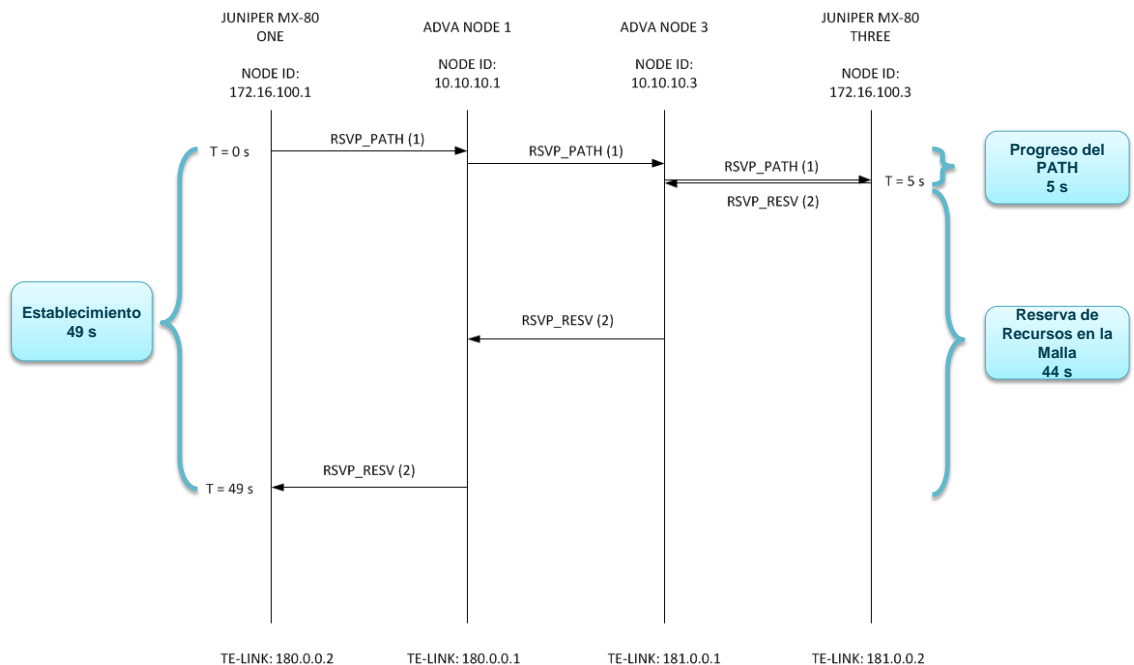 JUNIPER MX-80
ONE
NODE ID:
172.16.100.1
ADVA NODE 1
NODE ID:
10.10.10.1
ADVA NODE 3
NODE ID:
10.10.10.3
JUNIPER MX-80
THREE
NODE ID:
172.16.100.3
T = 0 s
RSVP_PATH (1)
RSVP_PATH (1)
RSVP_PATH (1)
T = 5 s
RSVP_RESV (2)
Progreso del
PATH
5 s
Establecimiento
49 s
RSVP_RESV (2)
Reserva de
Recursos en la
Malla
44 s
RSVP_RESV (2)
T = 49 s
TE-LINK: 180.0.0.2
TE-LINK: 180.0.0.1
TE-LINK: 181.0.0.1
TE-LINK: 181.0.0.2